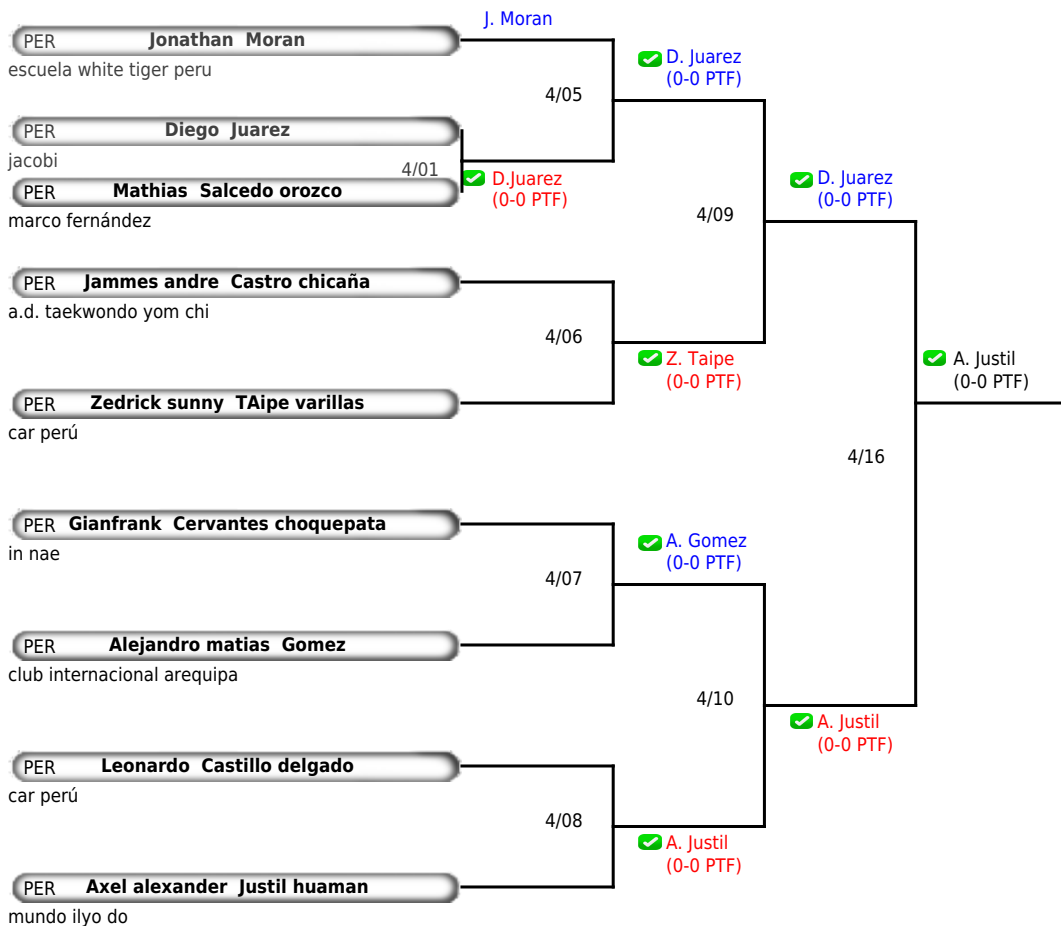 J. Moran
PER Jonathan Moran
escuela white tiger peru
D. Juarez
(0-0 PTF)
4/05
PER Diego Juarez
jacobi
4/01
D.Juarez
(0-0 PTF)
PER Mathias Salcedo orozco
marco fernández
D. Juarez
(0-0 PTF)
4/09
PER Jammes andre Castro chicaña
a.d. taekwondo yom chi
4/06
Z. Taipe
(0-0 PTF)
A. Justil
(0-0 PTF)
PER Zedrick sunny TAipe varillas
car perú
4/16
PER Gianfrank Cervantes choquepata
in nae
A. Gomez
(0-0 PTF)
4/07
PER Alejandro matias Gomez
club internacional arequipa
4/10
A. Justil
(0-0 PTF)
PER Leonardo Castillo delgado
car perú
4/08
A. Justil
(0-0 PTF)
PER Axel alexander Justil huaman
mundo ilyo do